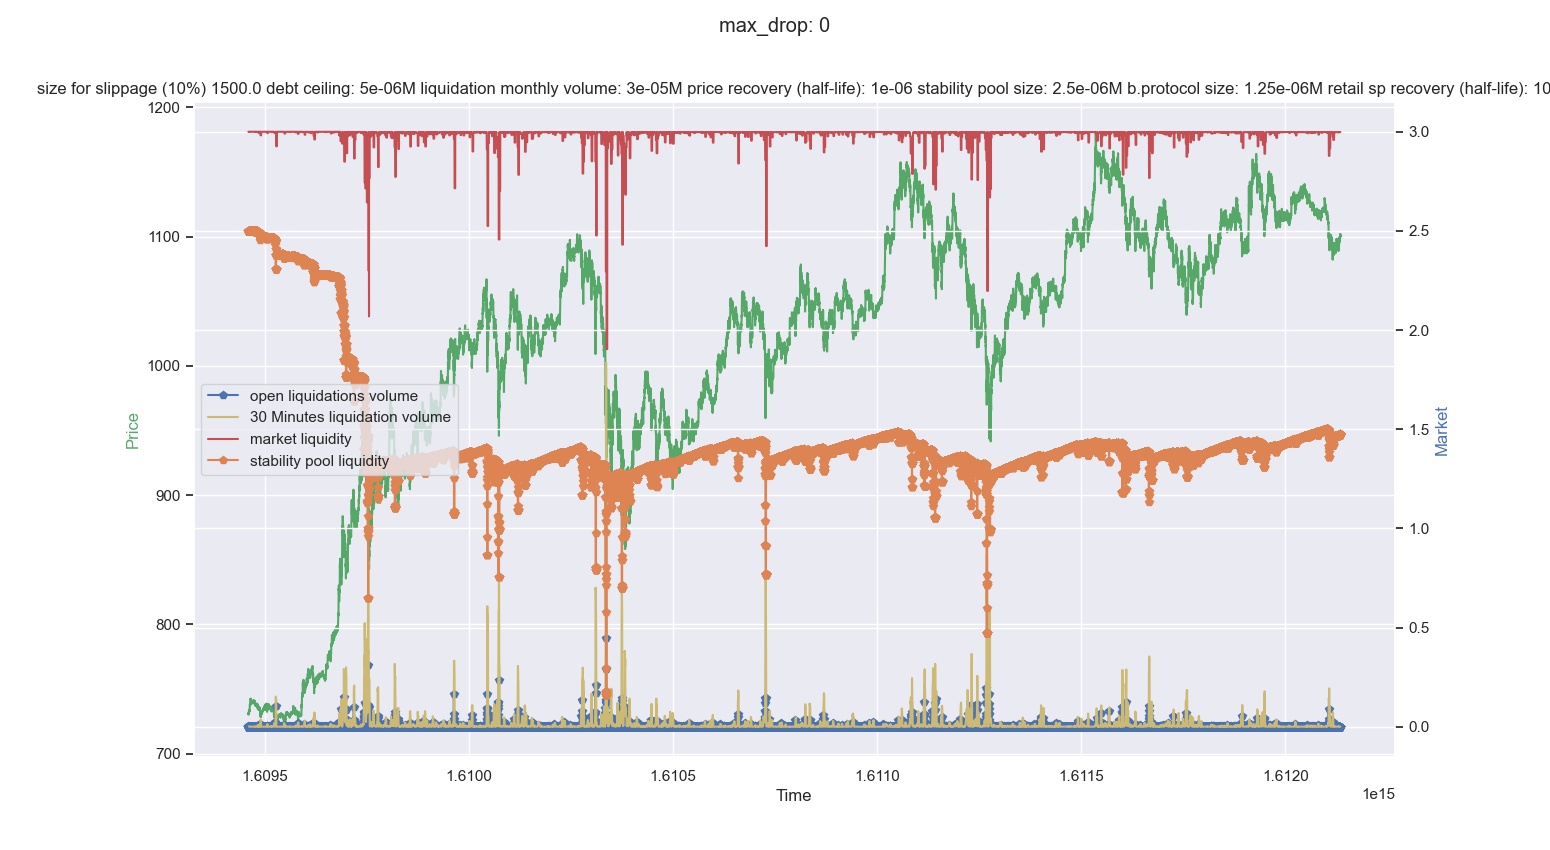 max_drop: 0
size for slippage (10%) 1500.0 debt ceiling: 5e-06M liquidation monthly volume: 3e-05M price recovery (half-life): 1e-06 stability pool size: 2.5e-06M b.protocol size: 1.25e-06M retail sp recovery (half-life): 10
1200
1100
1000
900
800
700
Price
3.0
2.5
2.0
1.5
1.0
0.5
0.0
Market
open liquidations volume
30 Minutes liquidation volume
market liquidity
stability pool liquidity
1.6095 1.6100 1.6105 1.6110 1.6115 1.6120
Time
1e15